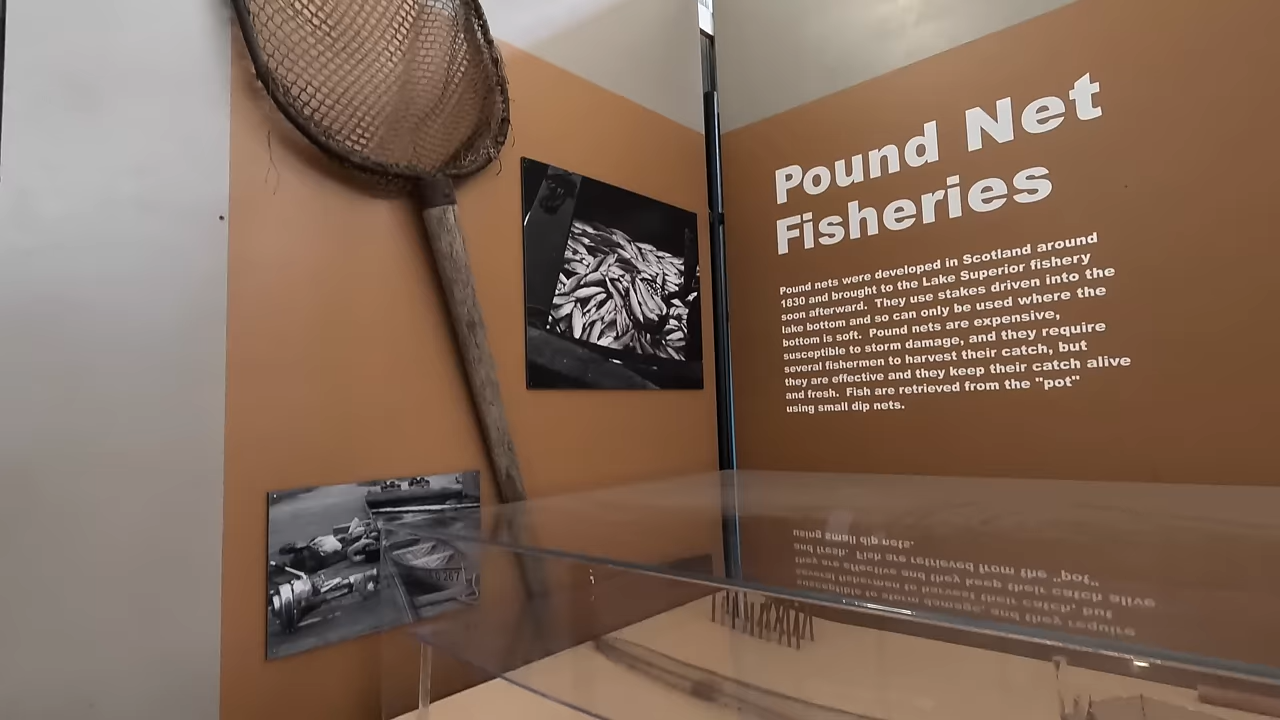 Pound Net
Fisheries
Pound nets were developed in Scotland around
1830 and brought to the Lake Superior fishery
soon afterward. They use stakes driven into the
lake bottom and so can only be used where the
bottom is soft. Pound nets are expensive,
susceptible to storm damage, and they require
several fishermen to harvest their catch, but
they are effective and they keep their catch alive
and fresh. Fish are retrieved from the "pot"
using small dip nets.
267